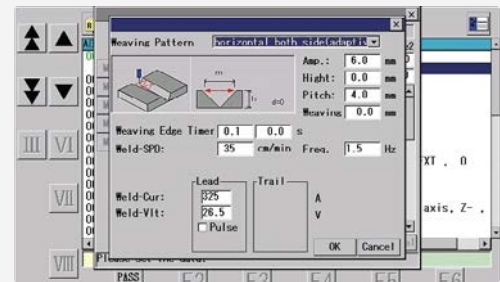 Weaving Pattern horizontal both side(adaptis
Amp.: 6.0 mm
Hight: 0.0 mm
Pitch: 4.0 mm
Weaving 0.0 mm
m
d=0
Weaving Edge Timer 0.1 0.0 s
Weld-SPD: 35 cm/min Freq. 1.5 Hz
Lead Trail
Weld-Cur: 325 A
Weld-Vlt: 26.5 V
Pulse
OK Cancel
TXT , 0
axis, Z- ,
III VI
VII
VIII
Please set the data.
PASS F2 F3 F4 F5 F6